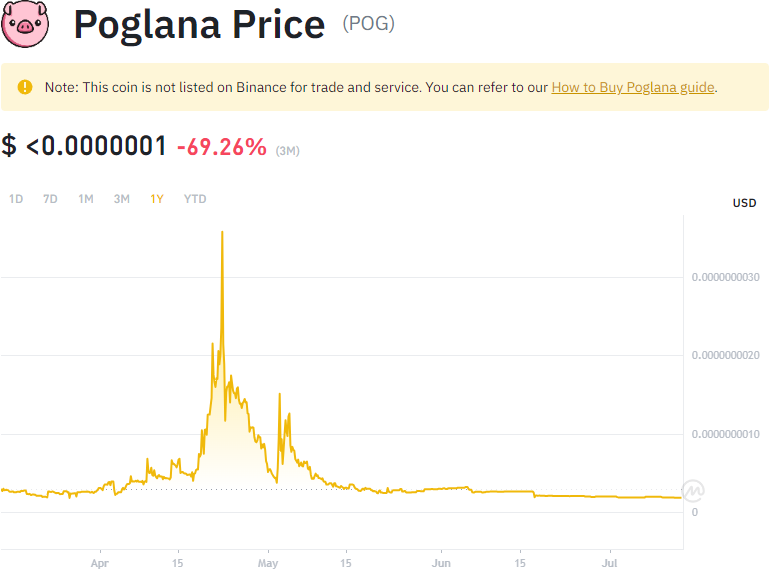 Poglana Price (POG)
Note: This coin is not listed on Binance for trade and service. You can refer to our How to Buy Poglana guide.
$ <0.0000001 -69.26% (3M)
1D 7D 1M 3M 1Y YTD
USD
0.0000000030
0.0000000020
0.0000000010
0
Apr 15 May 15 Jun 15 Jul